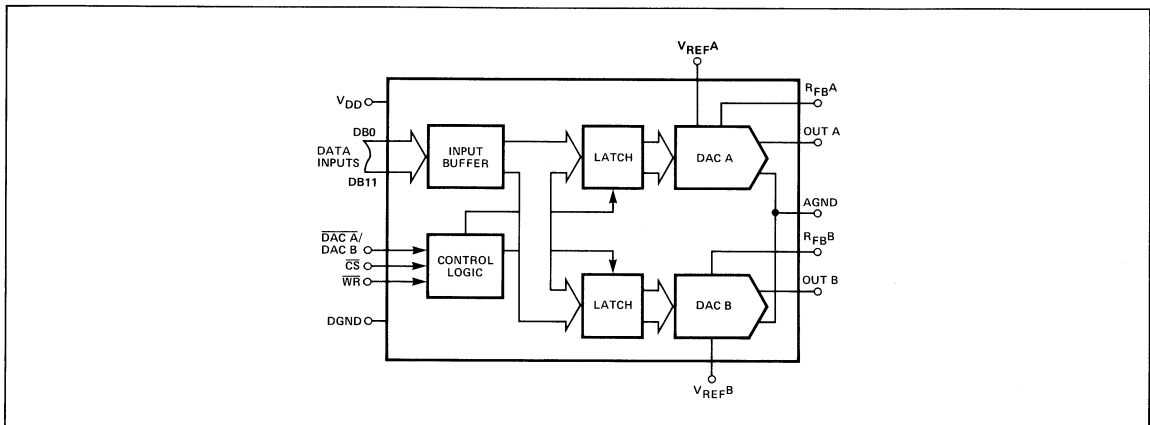 VREFA
VDD
RFBA
DB0
OUT A
DATA
INPUTS
INPUT
BUFFER
LATCH
DAC A
DB11
AGND
DAC A/
DAC B
RFBB
CS
CONTROL
LOGIC
WR
OUT B
LATCH
DAC B
DGND
VREFB